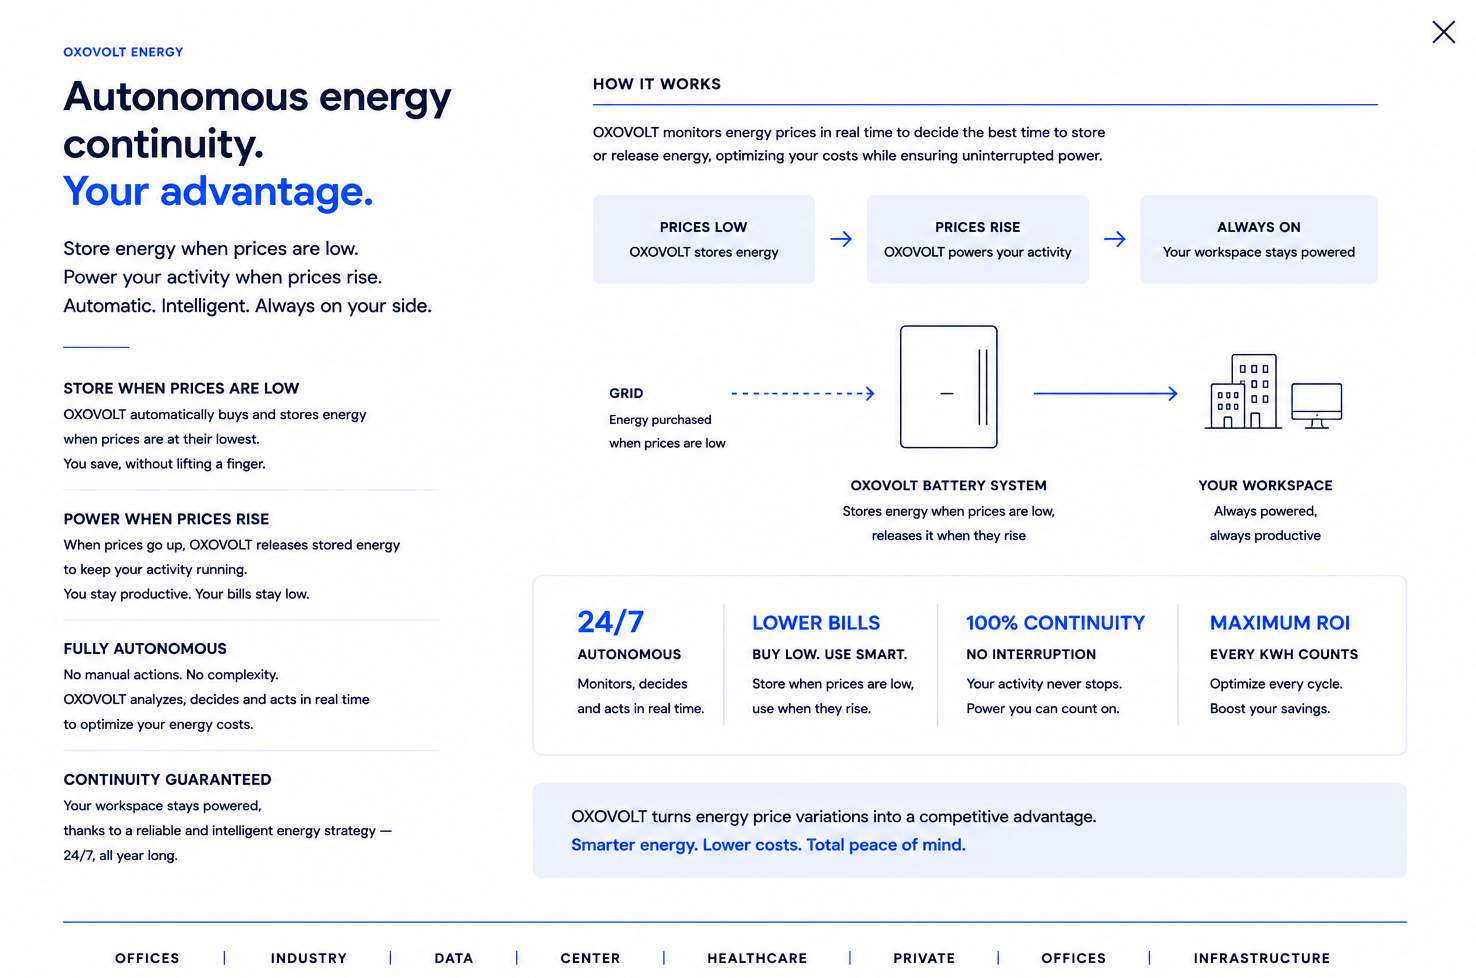 OXOVOLT ENERGY
Autonomous energy
continuity.
Your advantage.
Store energy when prices are low.
Power your activity when prices rise.
Automatic. Intelligent. Always on your side.
STORE WHEN PRICES ARE LOW
OXOVOLT automatically buys and stores energy
when prices are at their lowest.
You save, without lifting a finger.
POWER WHEN PRICES RISE
When prices go up, OXOVOLT releases stored energy
to keep your activity running.
You stay productive. Your bills stay low.
FULLY AUTONOMOUS
No manual actions. No complexity.
OXOVOLT analyzes, decides and acts in real time
to optimize your energy costs.
CONTINUITY GUARANTEED
Your workspace stays powered,
thanks to a reliable and intelligent energy strategy —
24/7, all year long.
HOW IT WORKS
OXOVOLT monitors energy prices in real time to decide the best time to store
or release energy, optimizing your costs while ensuring uninterrupted power.
PRICES LOW
OXOVOLT stores energy
PRICES RISE
OXOVOLT powers your activity
ALWAYS ON
Your workspace stays powered
GRID
Energy purchased
when prices are low
OXOVOLT BATTERY SYSTEM
Stores energy when prices are low,
releases it when they rise
YOUR WORKSPACE
Always powered,
always productive
24/7
AUTONOMOUS
Monitors, decides
and acts in real time.
LOWER BILLS
BUY LOW. USE SMART.
Store when prices are low,
use when they rise.
100% CONTINUITY
NO INTERRUPTION
Your activity never stops.
Power you can count on.
MAXIMUM ROI
EVERY KWH COUNTS
Optimize every cycle.
Boost your savings.
OXOVOLT turns energy price variations into a competitive advantage.
Smarter energy. Lower costs. Total peace of mind.
OFFICES | INDUSTRY | DATA | CENTER | HEALTHCARE | PRIVATE | OFFICES | INFRASTRUCTURE